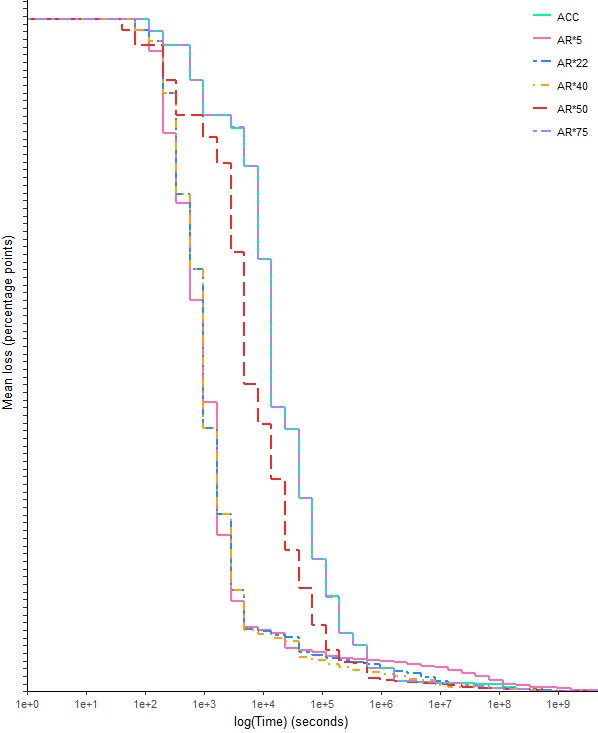 ACC
AR*5
AR*22
AR*40
AR*50
AR*75
Mean loss (percentage points)
1e+0 1e+1 1e+2 1e+3 1e+4 1e+5 1e+6 1e+7 1e+8 1e+9
log(Time) (seconds)